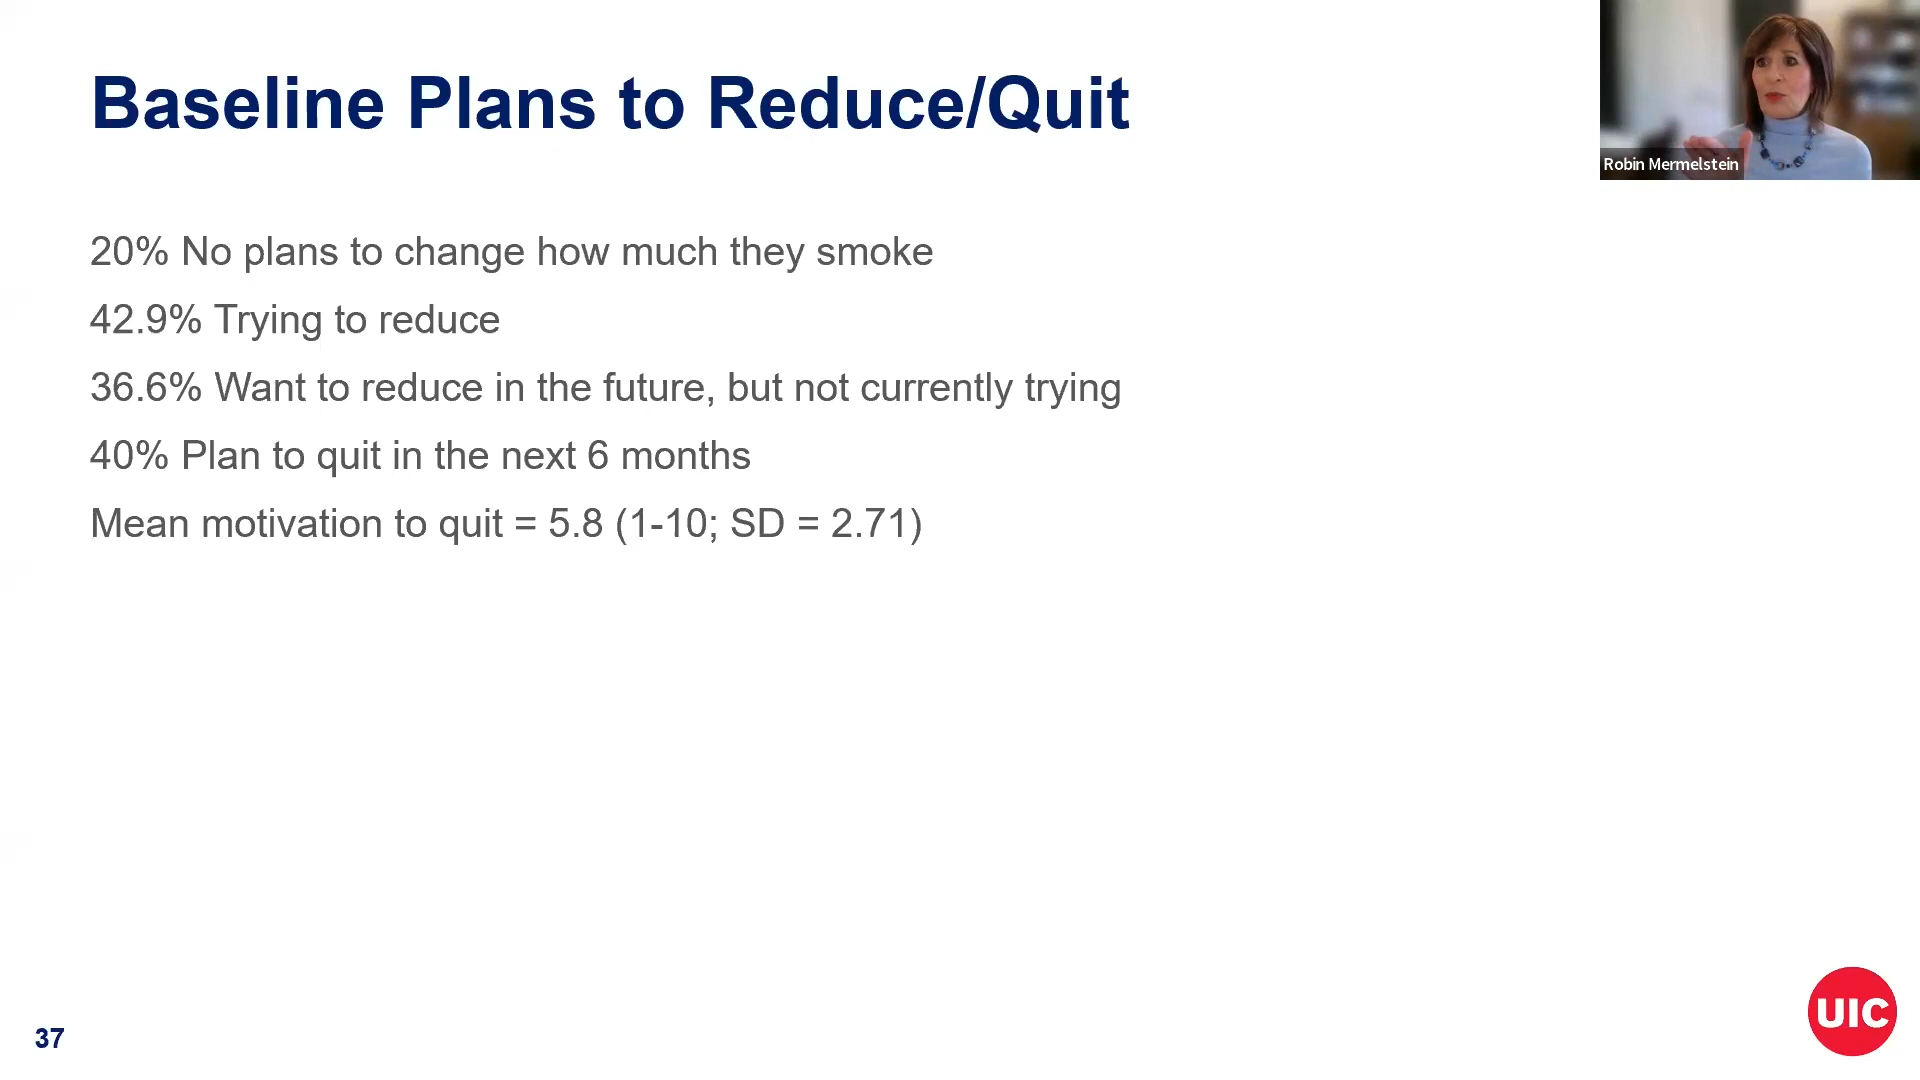 Baseline Plans to Reduce/Quit
Robin Mermelstein
20% No plans to change how much they smoke
42.9% Trying to reduce
36.6% Want to reduce in the future, but not currently trying
40% Plan to quit in the next 6 months
Mean motivation to quit = 5.8 (1-10; SD = 2.71)
37
UIC